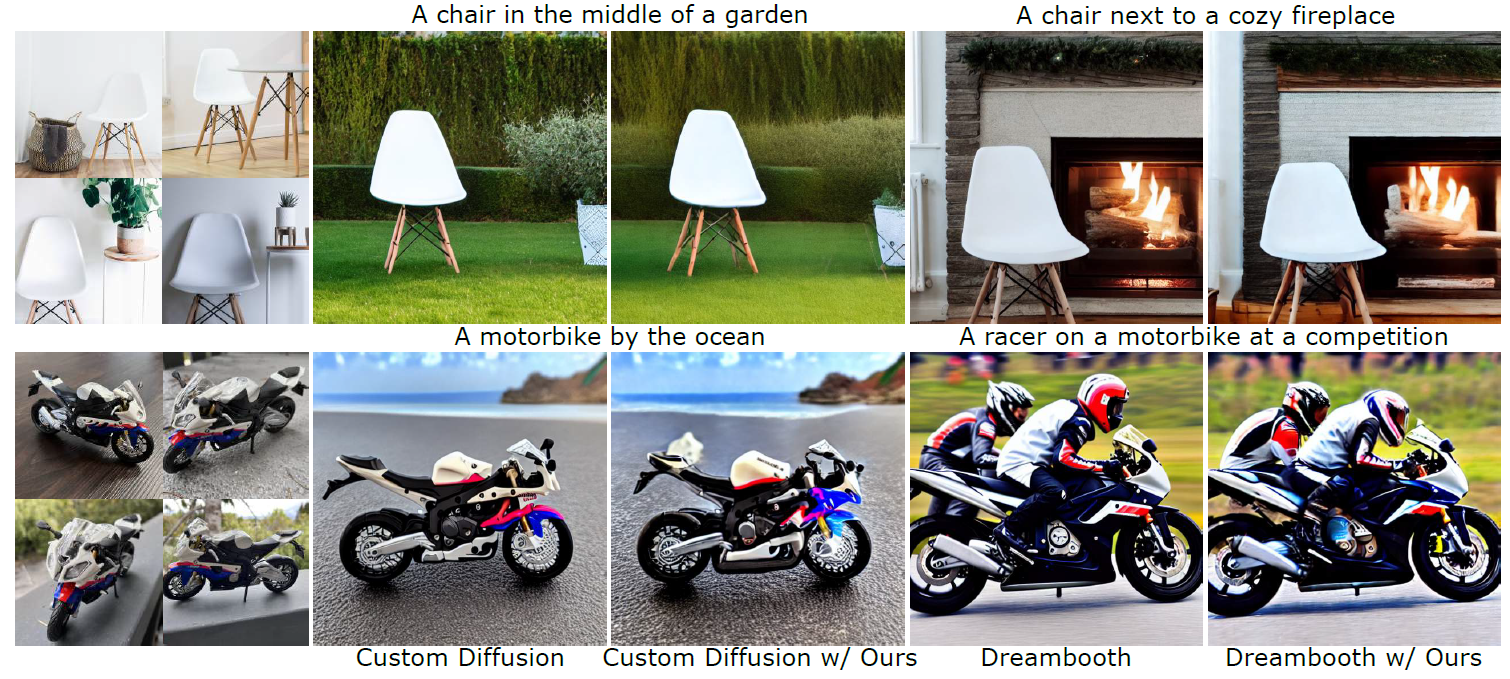 A chair in the middle of a garden
A chair next to a cozy fireplace
A motorbike by the ocean
A racer on a motorbike at a competition
Custom Diffusion
Custom Diffusion w/ Ours
Dreambooth
Dreambooth w/ Ours